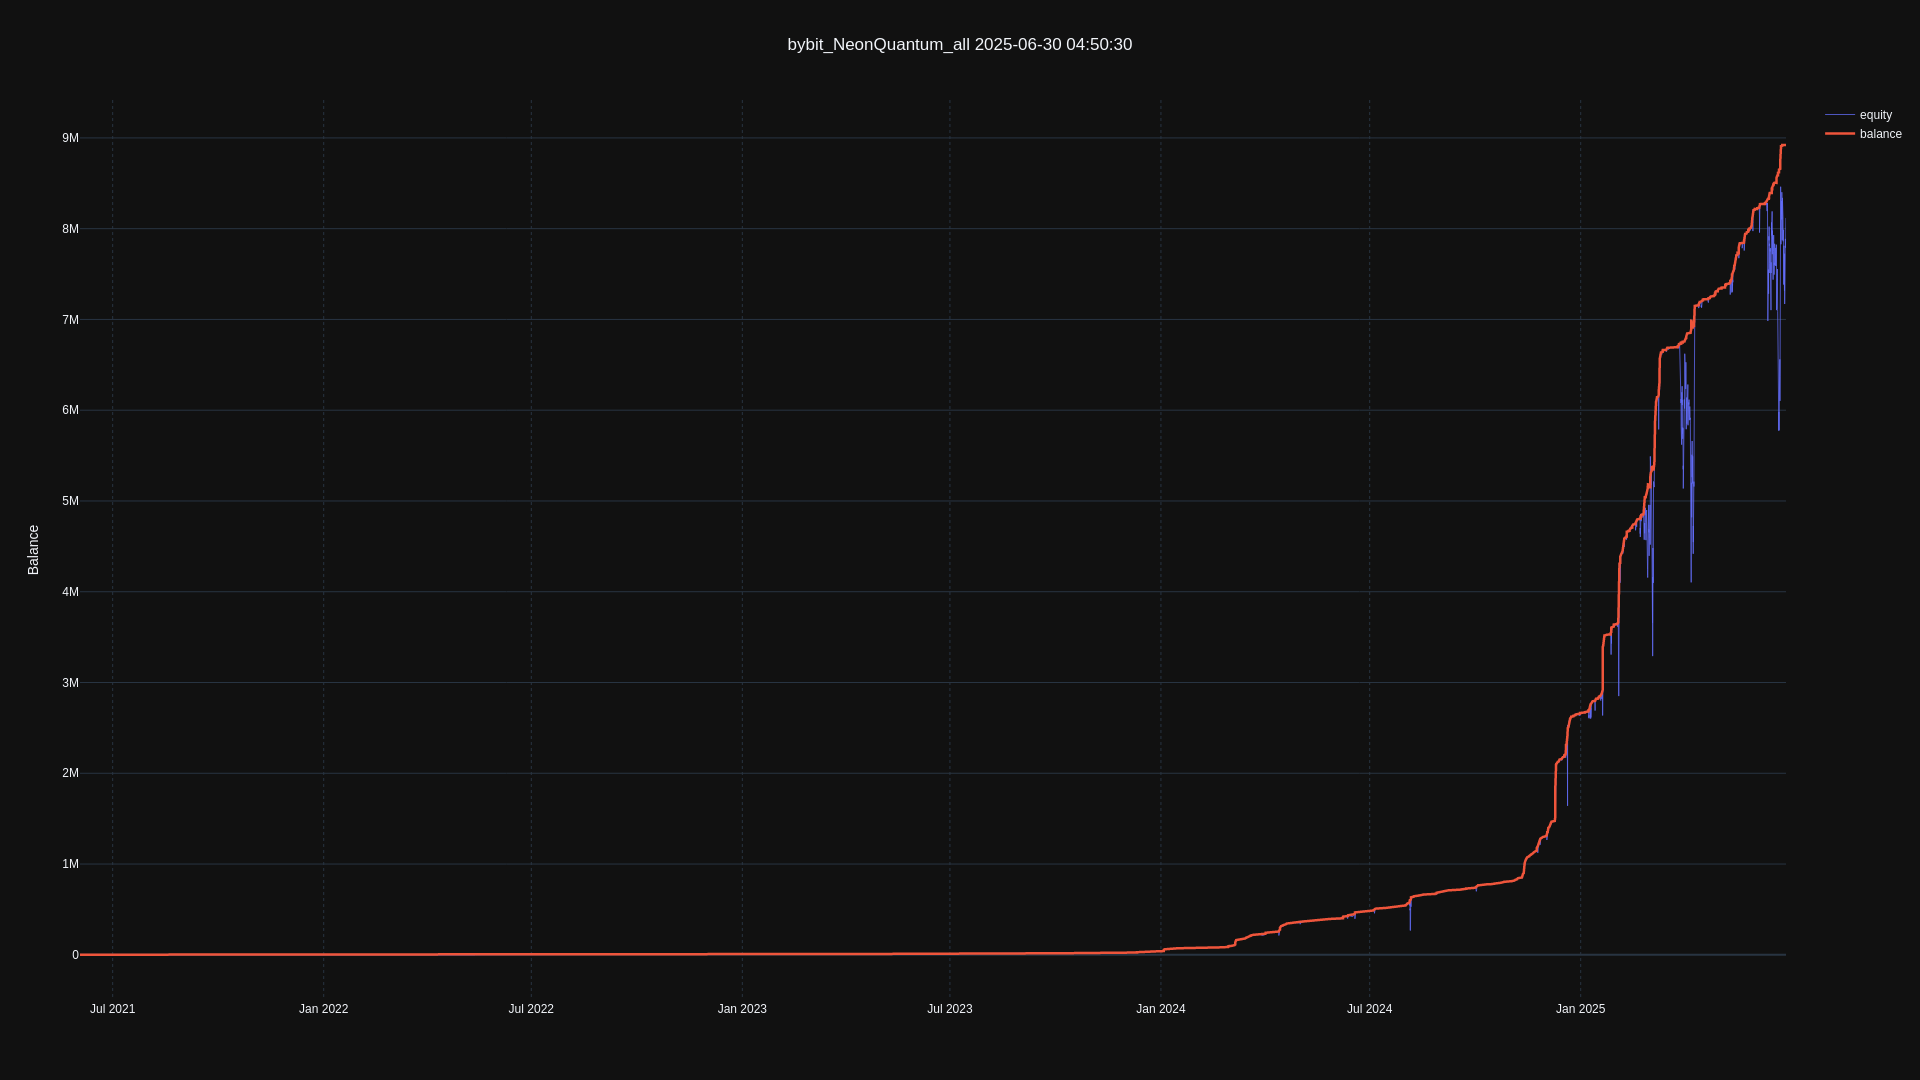 bybit_NeonQuantum_all 2025-06-30 04:50:30
equity
balance
9M
8M
7M
6M
5M
4M
3M
2M
1M
0
Balance
Jul 2021
Jan 2022
Jul 2022
Jan 2023
Jul 2023
Jan 2024
Jul 2024
Jan 2025